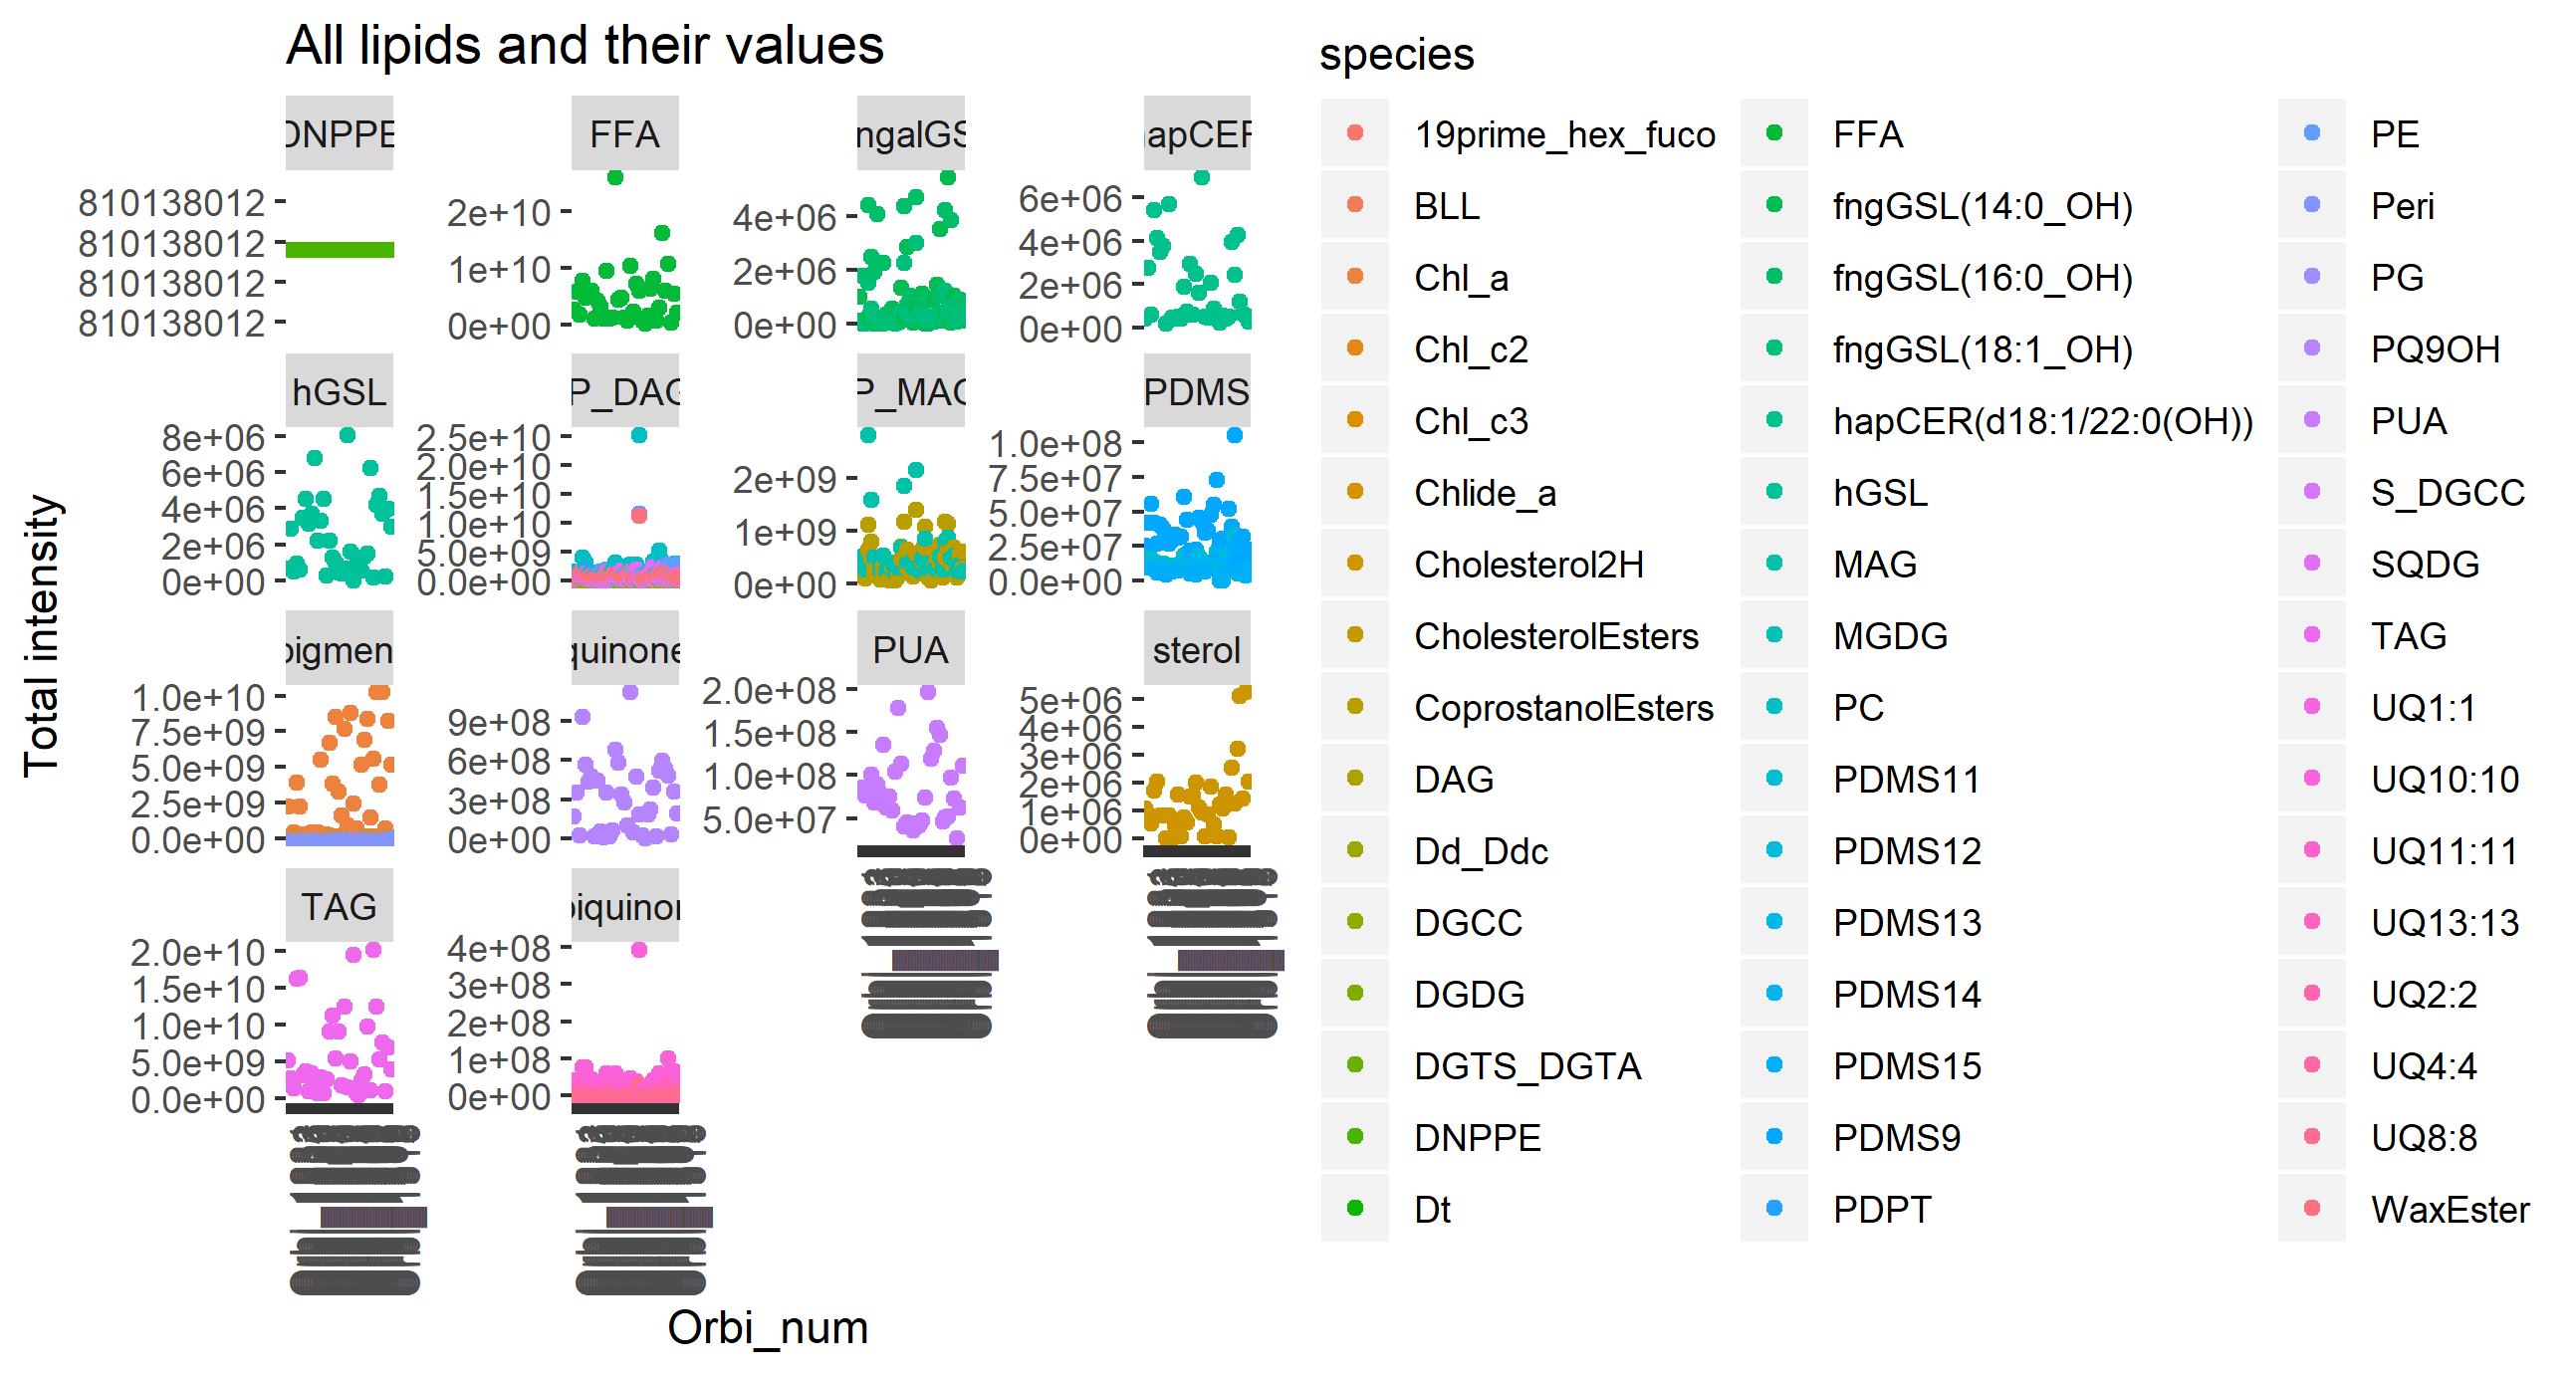 All lipids and their values
DNPPE
FFA
ngalGS
hapCER
810138012
810138012
810138012
810138012
2e+10
1e+10
0e+00
4e+06
2e+06
0e+00
6e+06
4e+06
2e+06
0e+00
hGSL
P_DAG
P_MAG
PDMS
8e+06
6e+06
4e+06
2e+06
0e+00
2.5e+10
2.0e+10
1.5e+10
1.0e+10
5.0e+09
0.0e+00
2e+09
1e+09
0e+00
1.0e+08
7.5e+07
5.0e+07
2.5e+07
0.0e+00
pigmen
quinone
PUA
sterol
1.0e+10
7.5e+09
5.0e+09
2.5e+09
0.0e+00
9e+08
6e+08
3e+08
0e+00
2.0e+08
1.5e+08
1.0e+08
5.0e+07
5e+06
4e+06
3e+06
2e+06
1e+06
0e+00
TAG
biquinon
2.0e+10
1.5e+10
1.0e+10
5.0e+09
0.0e+00
4e+08
3e+08
2e+08
1e+08
0e+00
Total intensity
Orbi_num
species
19prime_hex_fuco
BLL
Chl_a
Chl_c2
Chl_c3
Chlide_a
Cholesterol2H
CholesterolEsters
CoprostanolEsters
DAG
Dd_Ddc
DGCC
DGDG
DGTS_DGTA
DNPPE
Dt
FFA
fngGSL(14:0_OH)
fngGSL(16:0_OH)
fngGSL(18:1_OH)
hapCER(d18:1/22:0(OH))
hGSL
MAG
MGDG
PC
PDMS11
PDMS12
PDMS13
PDMS14
PDMS15
PDMS9
PDPT
PE
Peri
PG
PQ9OH
PUA
S_DGCC
SQDG
TAG
UQ1:1
UQ10:10
UQ11:11
UQ13:13
UQ2:2
UQ4:4
UQ8:8
WaxEster